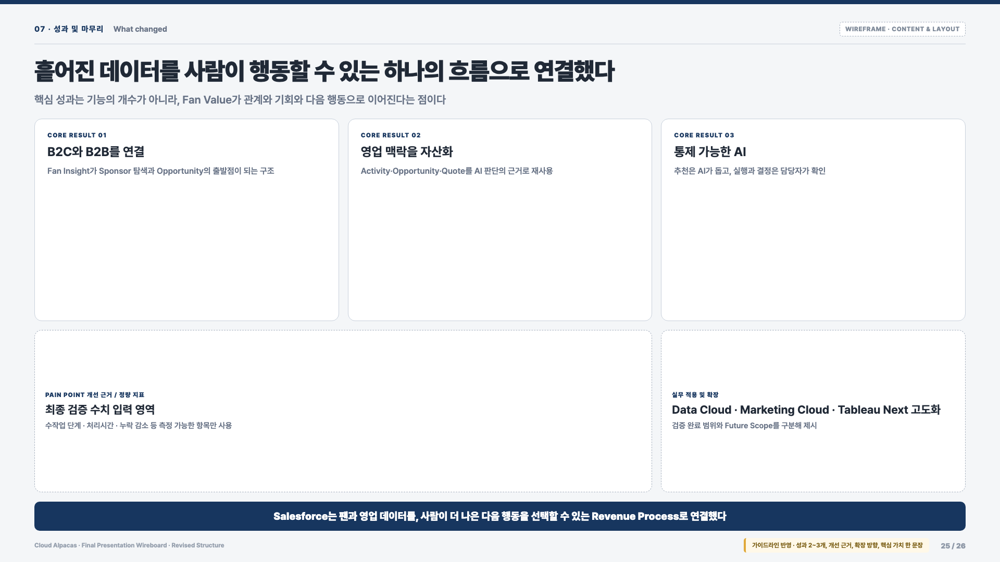 07 · 성과 및 마무리 What changed
WIREFRAME · CONTENT & LAYOUT
흩어진 데이터를 사람이 행동할 수 있는 하나의 흐름으로 연결했다
핵심 성과는 기능의 개수가 아니라, Fan Value가 관계와 기회와 다음 행동으로 이어진다는 점이다
CORE RESULT 01
B2C와 B2B를 연결
Fan Insight가 Sponsor 탐색과 Opportunity의 출발점이 되는 구조
CORE RESULT 02
영업 맥락을 자산화
Activity·Opportunity·Quote를 AI 판단의 근거로 재사용
CORE RESULT 03
통제 가능한 AI
추천은 AI가 돕고, 실행과 결정은 담당자가 확인
PAIN POINT 개선 근거 / 정량 지표
최종 검증 수치 입력 영역
수작업 단계 · 처리시간 · 누락 감소 등 측정 가능한 항목만 사용
실무 적용 및 확장
Data Cloud · Marketing Cloud · Tableau Next 고도화
검증 완료 범위와 Future Scope를 구분해 제시
Salesforce는 팬과 영업 데이터를, 사람이 더 나은 다음 행동을 선택할 수 있는 Revenue Process로 연결했다
Cloud Alpacas · Final Presentation Wireboard · Revised Structure
가이드라인 반영 · 성과 2~3개, 개선 근거, 확장 방향, 핵심 가치 한 문장
25 / 26